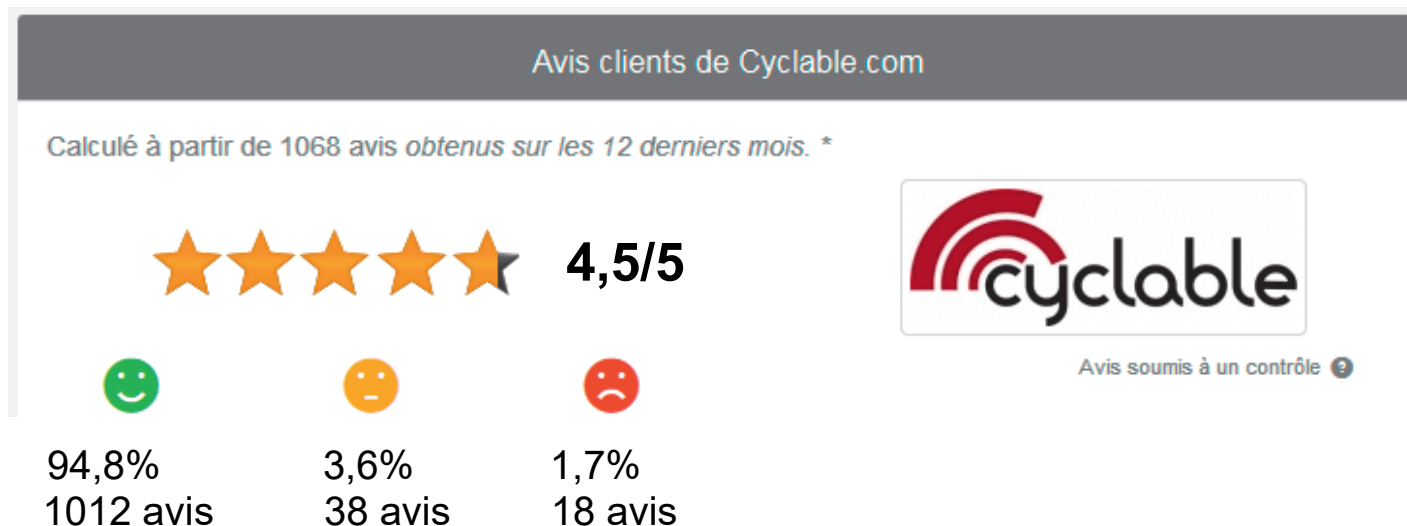 Avis clients de Cyclable.com
Calculé à partir de 1068 avis obtenus sur les 12 derniers mois. *
4,5/5
cyclable
Avis soumis à un contrôle ?
94,8% 3,6% 1,7%
1012 avis 38 avis 18 avis